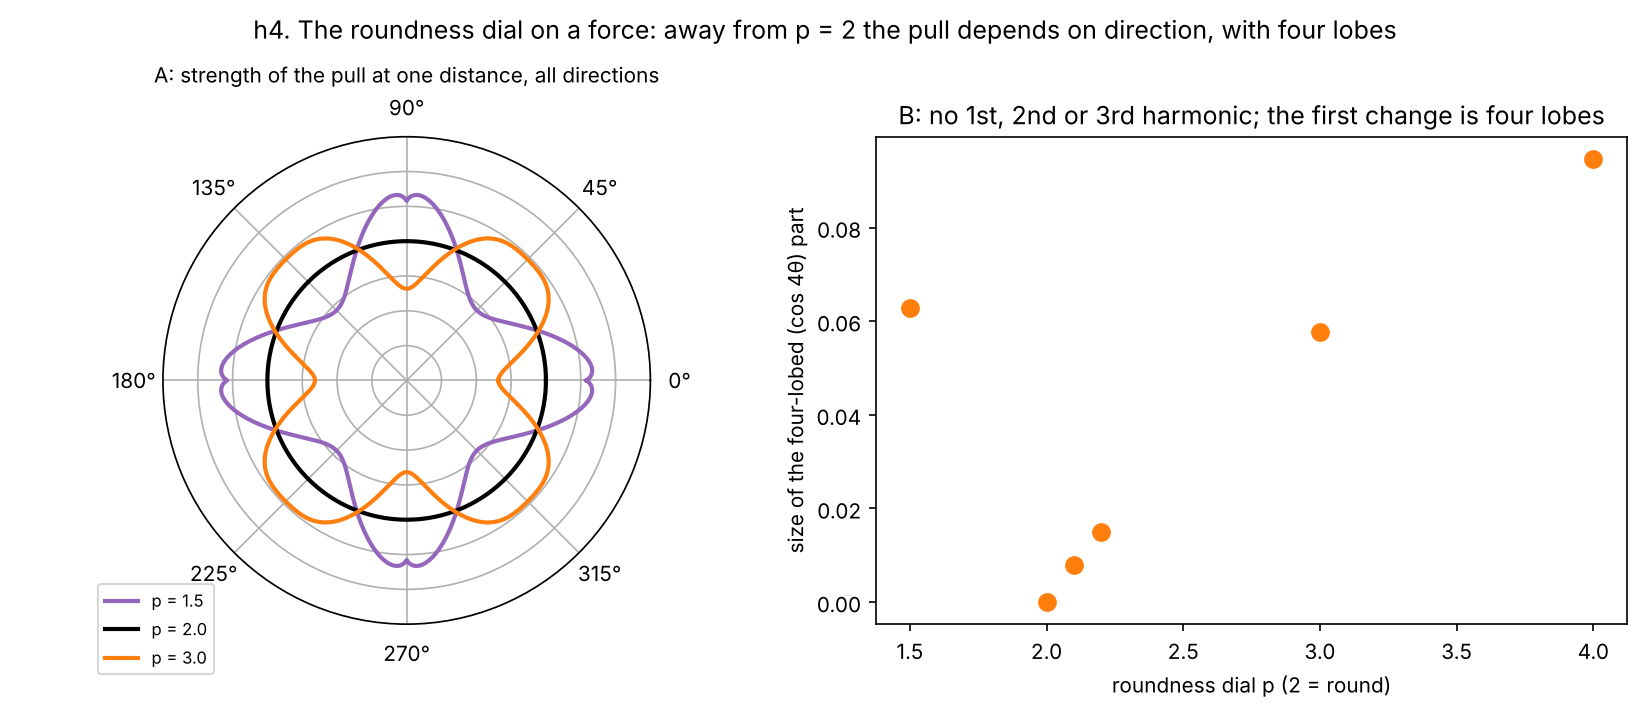 h4. The roundness dial on a force: away from p = 2 the pull depends on direction, with four lobes
A: strength of the pull at one distance, all directions
90°
135°
45°
180°
0°
225°
315°
270°
p = 1.5
p = 2.0
p = 3.0
B: no 1st, 2nd or 3rd harmonic; the first change is four lobes
size of the four-lobed (cos 4θ) part
0.08
0.06
0.04
0.02
0.00
1.5
2.0
2.5
3.0
3.5
4.0
roundness dial p (2 = round)